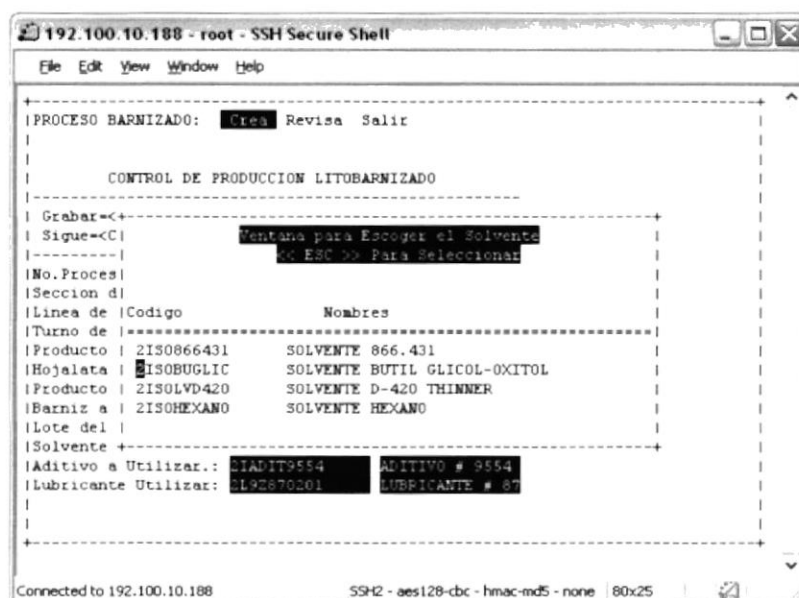 192.100.10.188 - root - SSH Secure Shell
File Edit View Window Help
PROCESO BARNIZADO: Crea Revisa Salir
CONTROL DE PRODUCCION LITOBARNIZADO
Grabar=<
Sigue=<C
Ventana para Escoger el Solvente
<< ESC >> Para Seleccionar
No.Proces
Seccion d
Linea de Codigo Nombres
Turno de
Producto 2ISO866431 SOLVENTE 866.431
Hojalata 2ISOBUGLIC SOLVENTE BUTIL GLICOL-OXITOL
Producto 2ISOLVD420 SOLVENTE D-420 THINNER
Barniz a 2ISOHEXANO SOLVENTE HEXANO
Lote del
Solvente
Aditivo a Utilizar.: 2IADIT9554 ADITIVO # 9554
Lubricante Utilizar: 2L9Z870201 LUBRICANTE # 87
Connected to 192.100.10.188 SSH2 - aes128-cbc - hmac-md5 - none 80x25